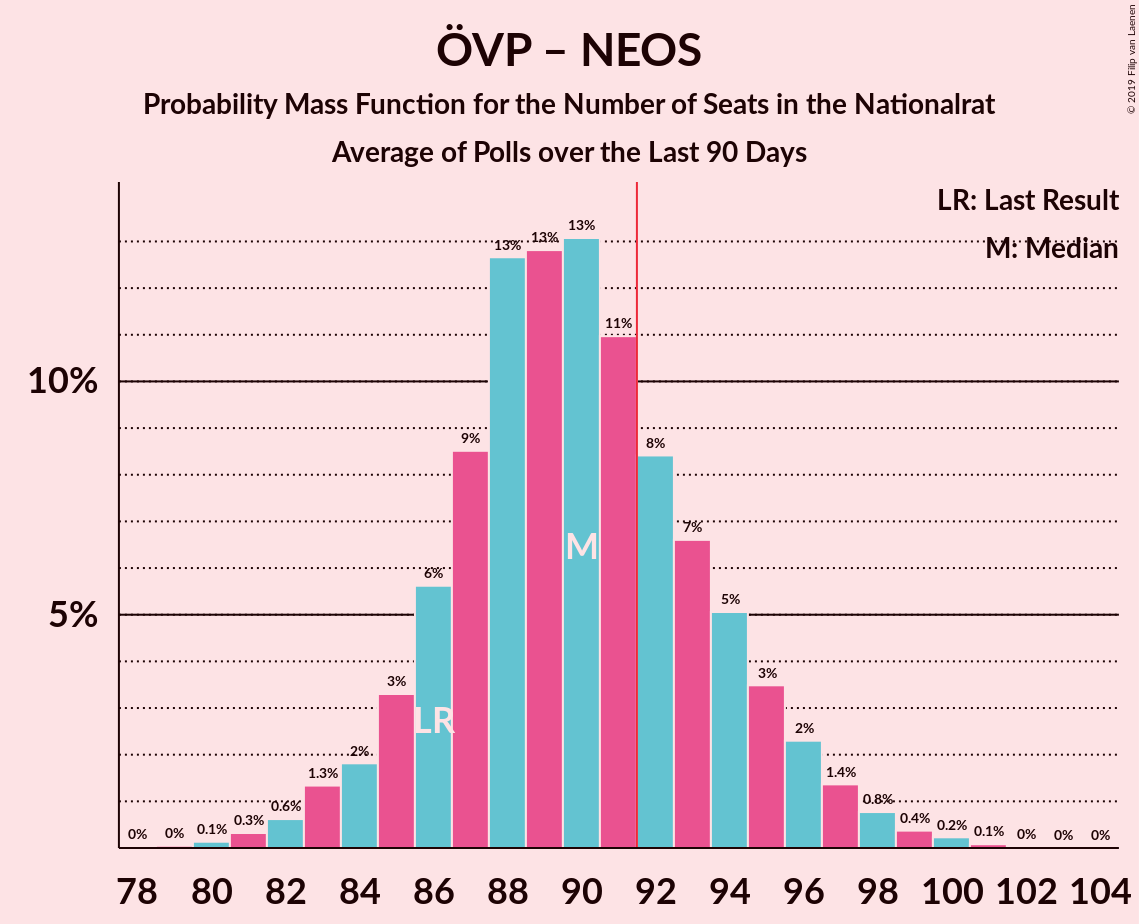 ÖVP – NEOS
Probability Mass Function for the Number of Seats in the Nationalrat
Average of Polls over the Last 90 Days
© 2019 Filip van Laenen
LR: Last Result
M: Median
13%
13% 13%
11%
10%
9% 8%
7%
M
6%
5%
5%
3% 3%
LR
2% 2%
1.3% 1.4%
0.6% 0.8%
0% 0% 0.1% 0.3% 0.4% 0.2% 0.1% 0% 0% 0%
78 80 82 84 86 88 90 92 94 96 98 100 102 104